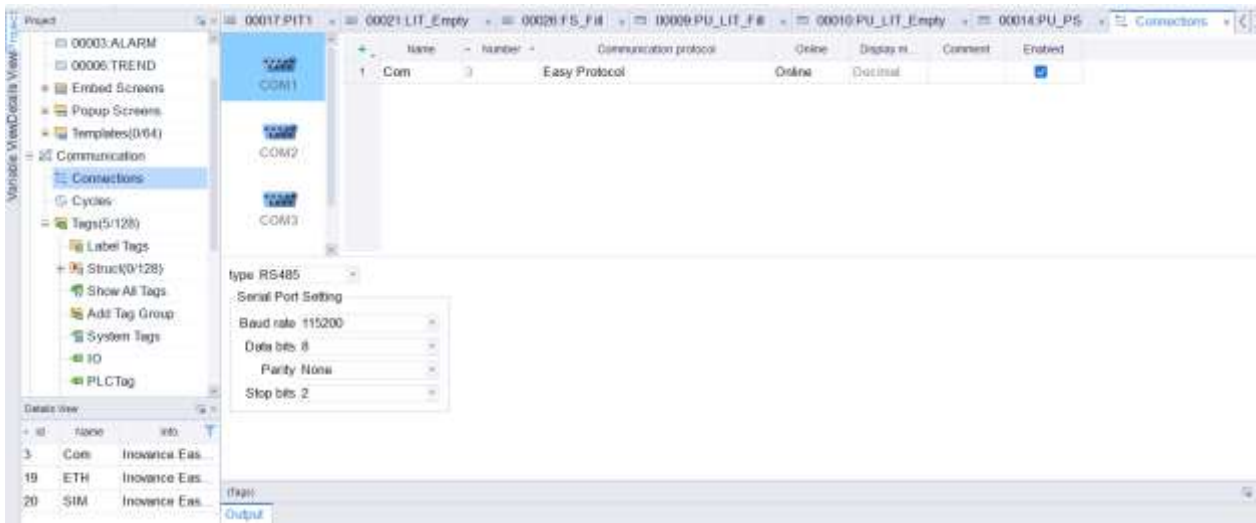 Project
00017:PIT1
00021:LIT_Empty
00028:FS_Fill
00009:PU_LIT_Fill
00010:PU_LIT_Empty
00014:PU_PS
Connections
Variable View
Details View
Project
00003:ALARM
00006:TREND
Embed Screens
Popup Screens
Templates(0/64)
Communication
Connections
Cycles
Tags(5/128)
Label Tags
Struct(0/128)
Show All Tags
Add Tag Group
System Tags
IO
PLCTag
COM1
COM2
COM3
Name Number Communication protocol Online Display m... Comment Enabled
1 Com 3 Easy Protocol Online Decimal
type RS485
Serial Port Setting
Baud rate 115200
Data bits 8
Parity None
Stop bits 2
Details View
id Name Info
3 Com Inovance Eas...
19 ETH Inovance Eas...
20 SIM Inovance Eas...
Output